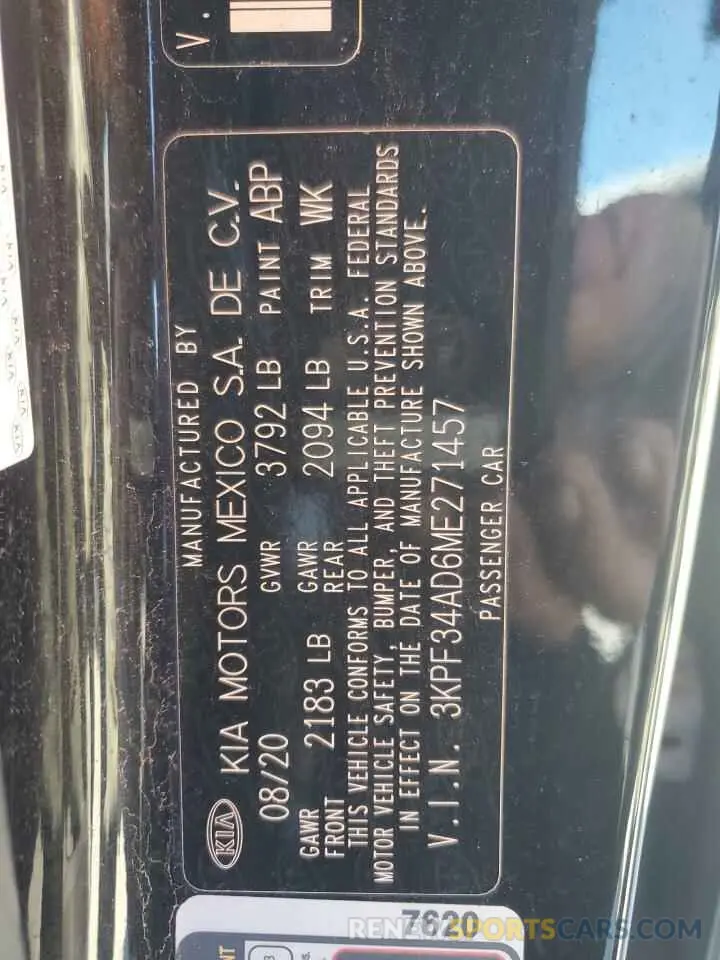 V.
MANUFACTURED BY
KIA KIA MOTORS MEXICO S.A. DE C.V.
08/20 GVWR 3792 LB PAINT ABP
GAWR FRONT 2183 LB GAWR REAR 2094 LB TRIM WK
THIS VEHICLE CONFORMS TO ALL APPLICABLE U.S.A. FEDERAL
MOTOR VEHICLE SAFETY, BUMPER, AND THEFT PREVENTION STANDARDS
IN EFFECT ON THE DATE OF MANUFACTURE SHOWN ABOVE.
V.I.N. 3KPF34AD6ME271457
PASSENGER CAR
7620
RENEWSPORTSCARS.COM